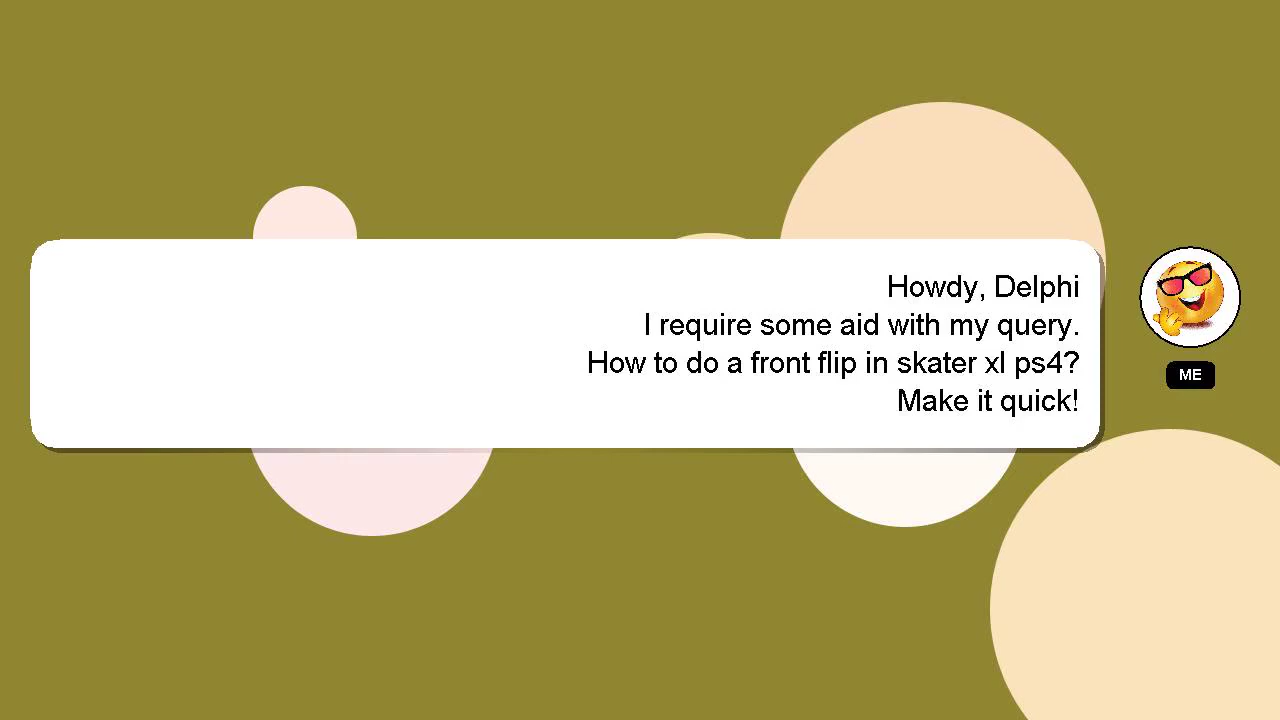 Howdy, Delphi
I require some aid with my query.
How to do a front flip in skater xl ps4?
Make it quick!
ME